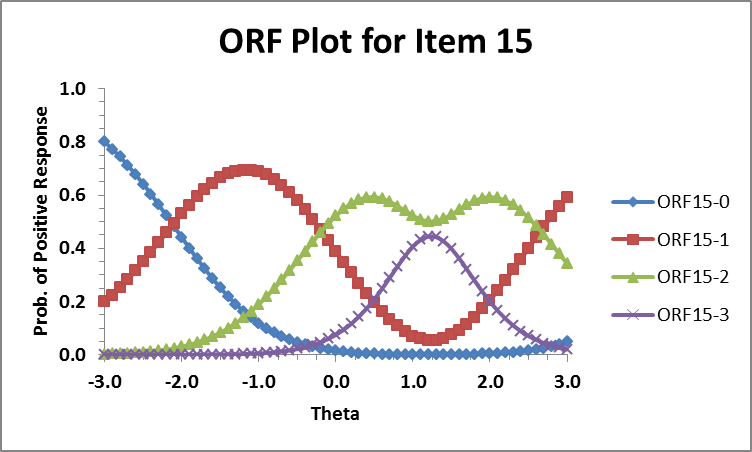 ORF Plot for Item 15
Prob. of Positive Response
1.0
0.8
0.6
0.4
0.2
0.0
-3.0 -2.0 -1.0 0.0 1.0 2.0 3.0
Theta
ORF15-0
ORF15-1
ORF15-2
ORF15-3